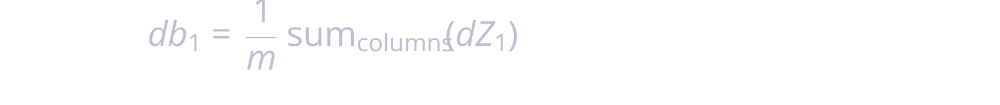 db₁ = 1/m sum_columns(dZ₁)